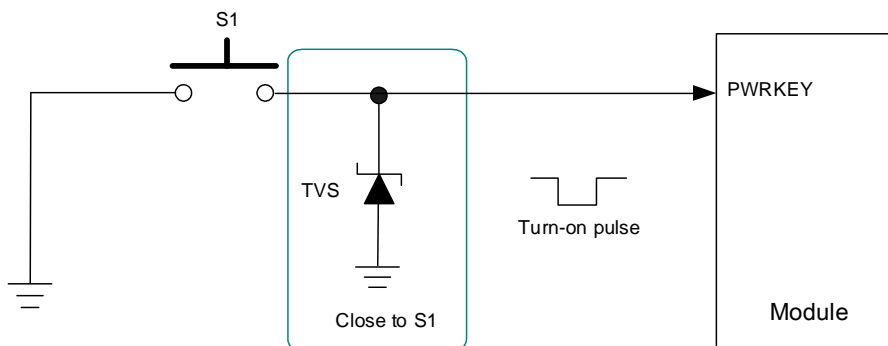 S1
PWRKEY
TVS
Turn-on pulse
Close to S1
Module